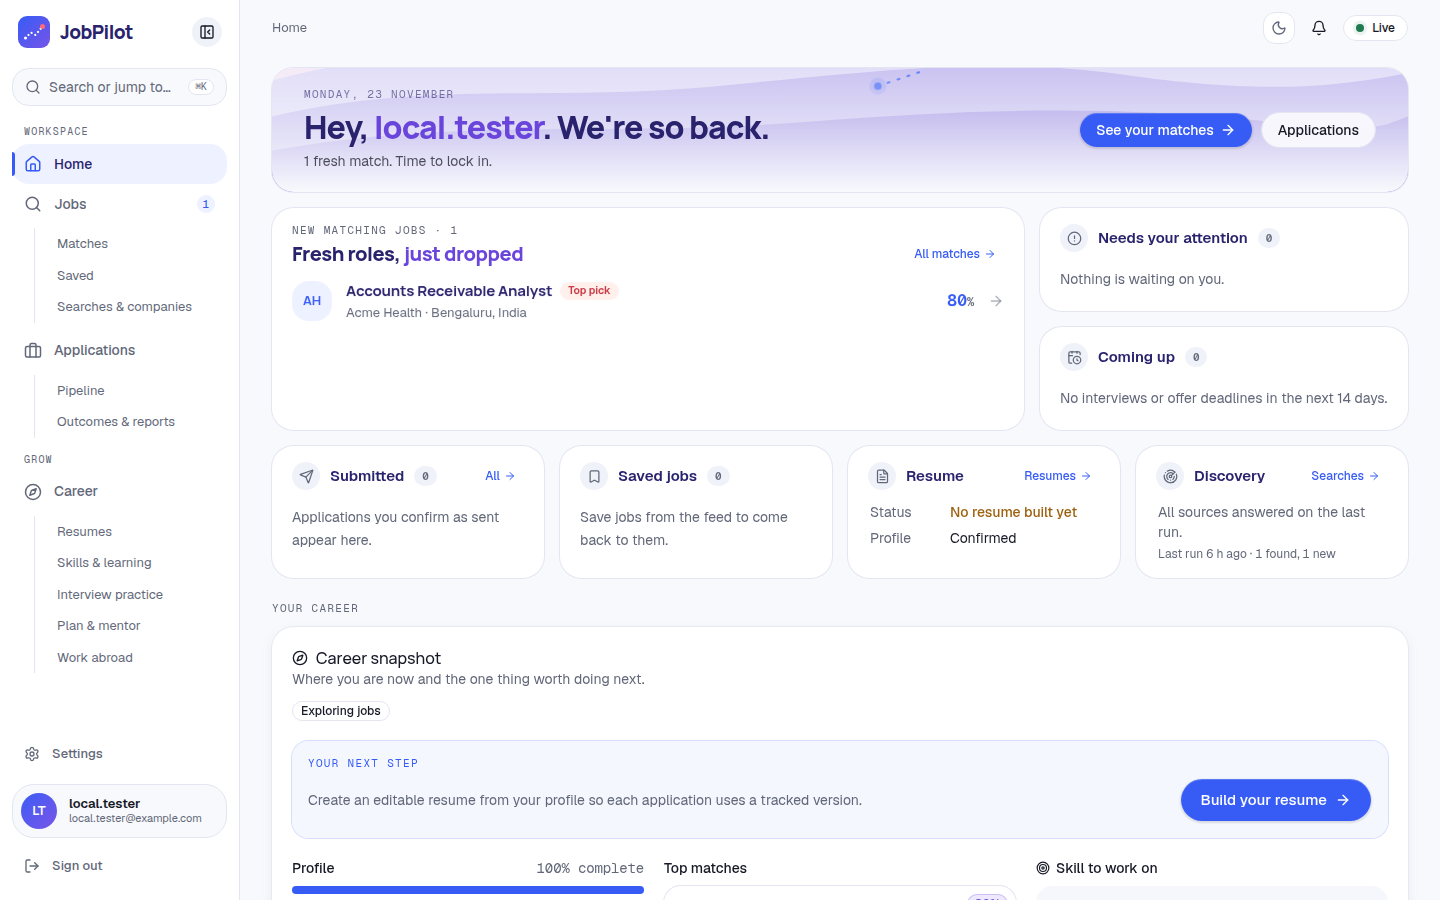 JobPilot
Search or jump to... ⌘K
WORKSPACE
Home
Jobs 1
Matches
Saved
Searches & companies
Applications
Pipeline
Outcomes & reports
GROW
Career
Resumes
Skills & learning
Interview practice
Plan & mentor
Work abroad
Settings
LT
local.tester
local.tester@example.com
Sign out
Home
Live
MONDAY, 23 NOVEMBER
Hey, local.tester. We're so back.
1 fresh match. Time to lock in.
See your matches
Applications
NEW MATCHING JOBS · 1
Fresh roles, just dropped
All matches
AH
Accounts Receivable Analyst Top pick
Acme Health · Bengaluru, India
80%
Needs your attention 0
Nothing is waiting on you.
Coming up 0
No interviews or offer deadlines in the next 14 days.
Submitted 0 All
Applications you confirm as sent
appear here.
Saved jobs 0
Save jobs from the feed to come
back to them.
Resume Resumes
Status No resume built yet
Profile Confirmed
Discovery Searches
All sources answered on the last
run.
Last run 6 h ago · 1 found, 1 new
YOUR CAREER
Career snapshot
Where you are now and the one thing worth doing next.
Exploring jobs
YOUR NEXT STEP
Create an editable resume from your profile so each application uses a tracked version.
Build your resume
Profile 100% complete
Top matches
Skill to work on